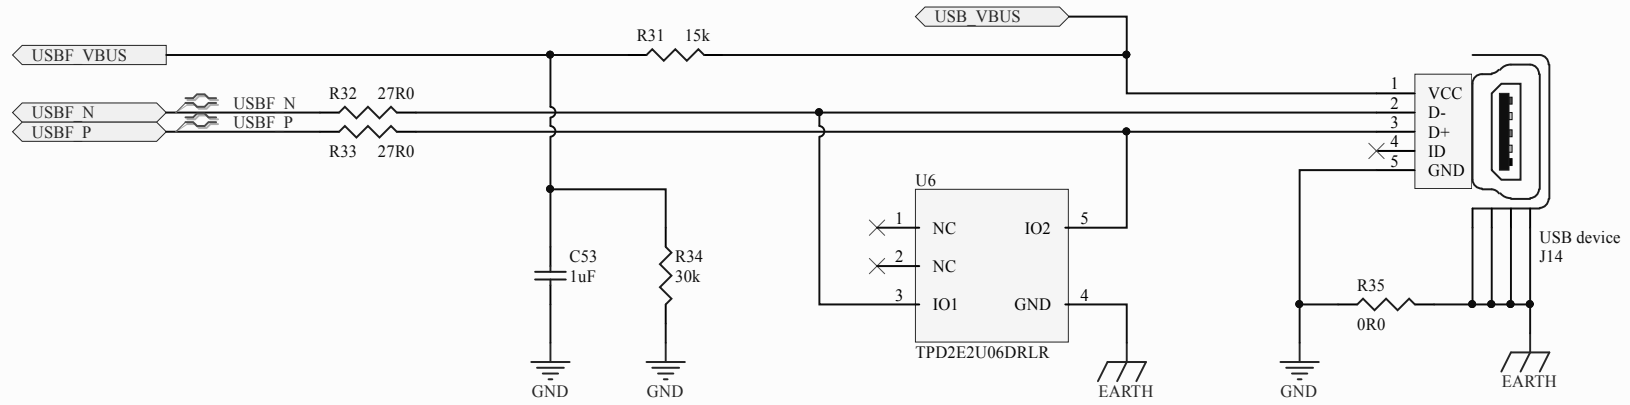 USB_VBUS
R31 15k
USBF_VBUS
R32 27R0
USBF_N
USBF_N
USBF_P
USBF_P
R33 27R0
1 VCC
2 D-
3 D+
4 ID
5 GND
U6
1 NC
2 NC
3 IO1
IO2 5
GND 4
TPD2E2U06DRLR
C53
1uF
R34
30k
USB device
J14
R35
0R0
GND
GND
EARTH
GND
EARTH